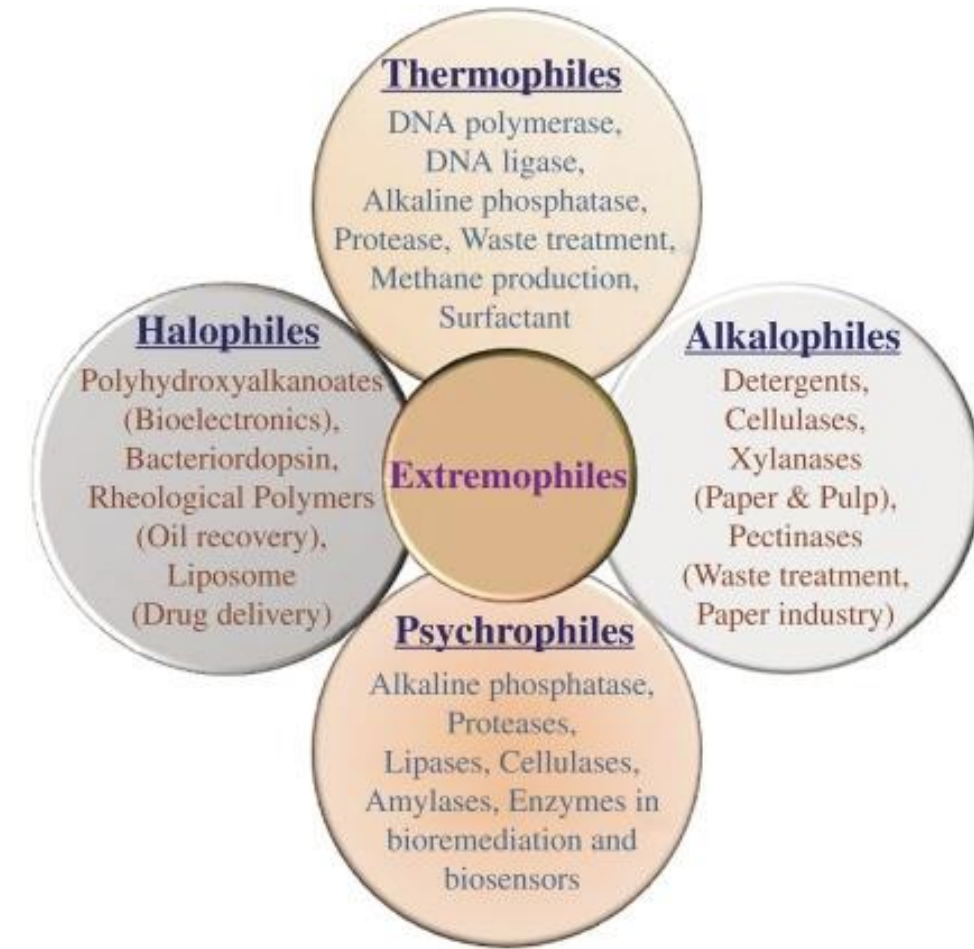 Thermophiles
DNA polymerase,
DNA ligase,
Alkaline phosphatase,
Protease, Waste treatment,
Methane production,
Surfactant
Halophiles
Polyhydroxyalkanoates
(Bioelectronics),
Bacteriordopsin,
Rheological Polymers
(Oil recovery),
Liposome
(Drug delivery)
Extremophiles
Alkalophiles
Detergents,
Cellulases,
Xylanases
(Paper & Pulp),
Pectinases
(Waste treatment,
Paper industry)
Psychrophiles
Alkaline phosphatase,
Proteases,
Lipases, Cellulases,
Amylases, Enzymes in
bioremediation and
biosensors